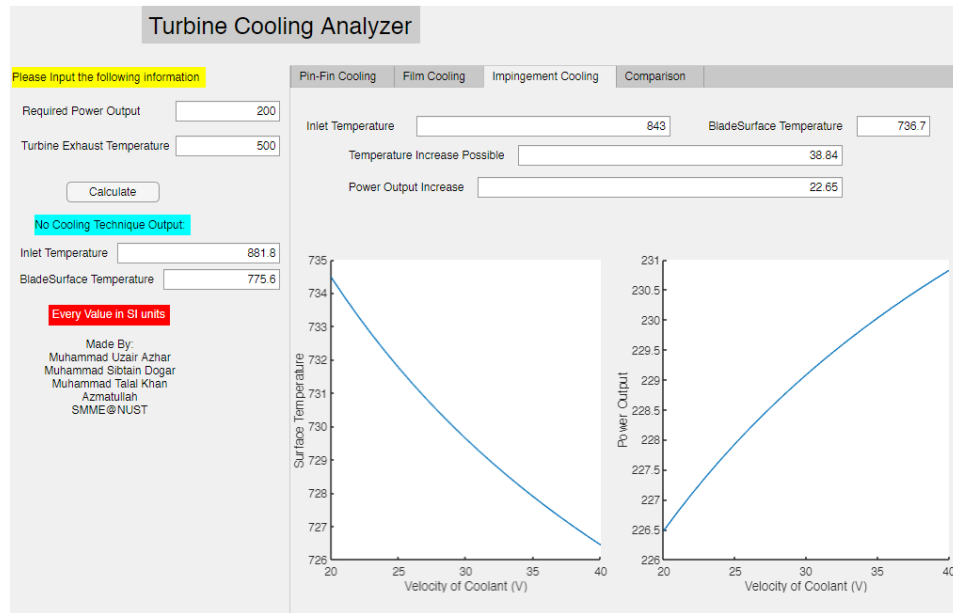 Turbine Cooling Analyzer
Please Input the following information
Required Power Output 200
Turbine Exhaust Temperature 500
Calculate
No Cooling Technique Output:
Inlet Temperature 881.8
BladeSurface Temperature 775.6
Every Value in SI units
Made By:
Muhammad Uzair Azhar
Muhammad Sibtain Dogar
Muhammad Talal Khan
Azmatullah
SMME@NUST
Pin-Fin Cooling Film Cooling Impingement Cooling Comparison
Inlet Temperature 843 BladeSurface Temperature 736.7
Temperature Increase Possible 38.84
Power Output Increase 22.65
735
734
733
732
731
730
729
728
727
726
Surface Temperature
20 25 30 35 40
Velocity of Coolant (V)
231
230.5
230
229.5
229
228.5
228
227.5
227
226.5
226
Power Output
20 25 30 35 40
Velocity of Coolant (V)